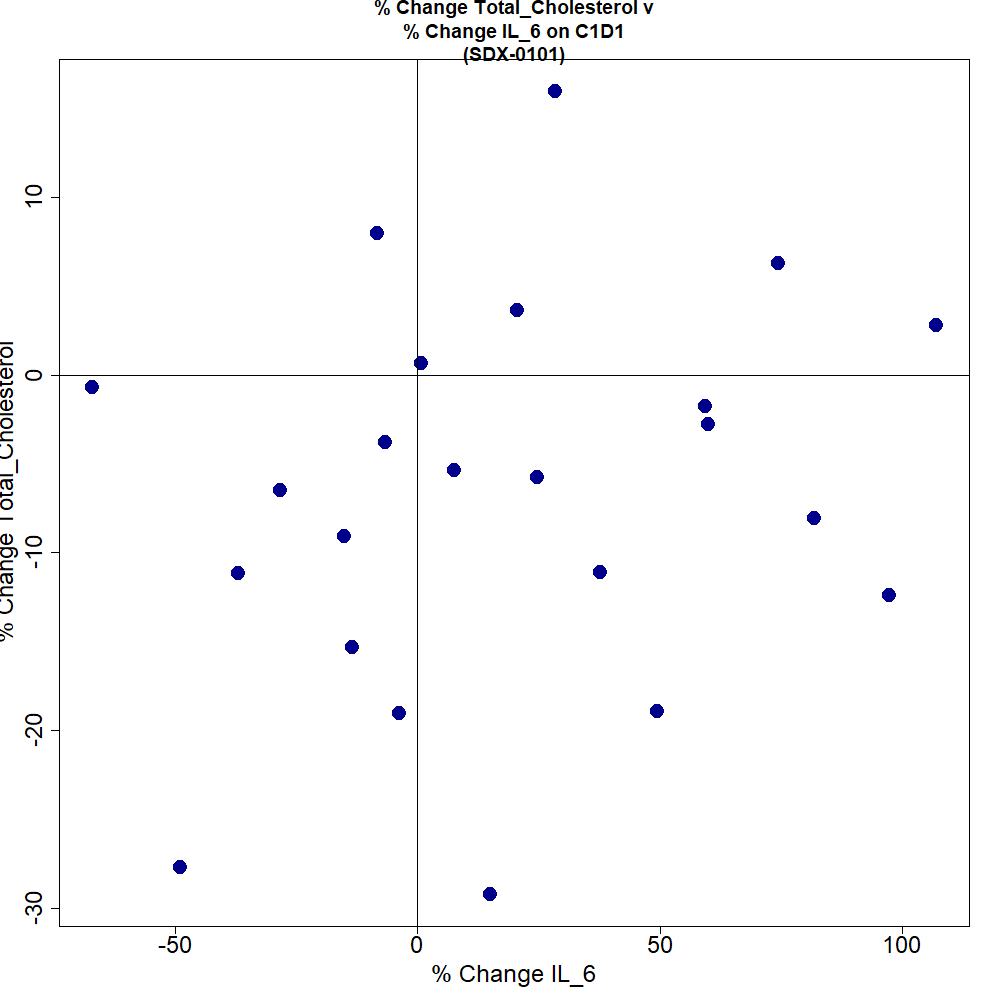 % Change Total_Cholesterol v
% Change IL_6 on C1D1
(SDX-0101)
% Change Total_Cholesterol
10
0
-10
-20
-30
-50
0
50
100
% Change IL_6